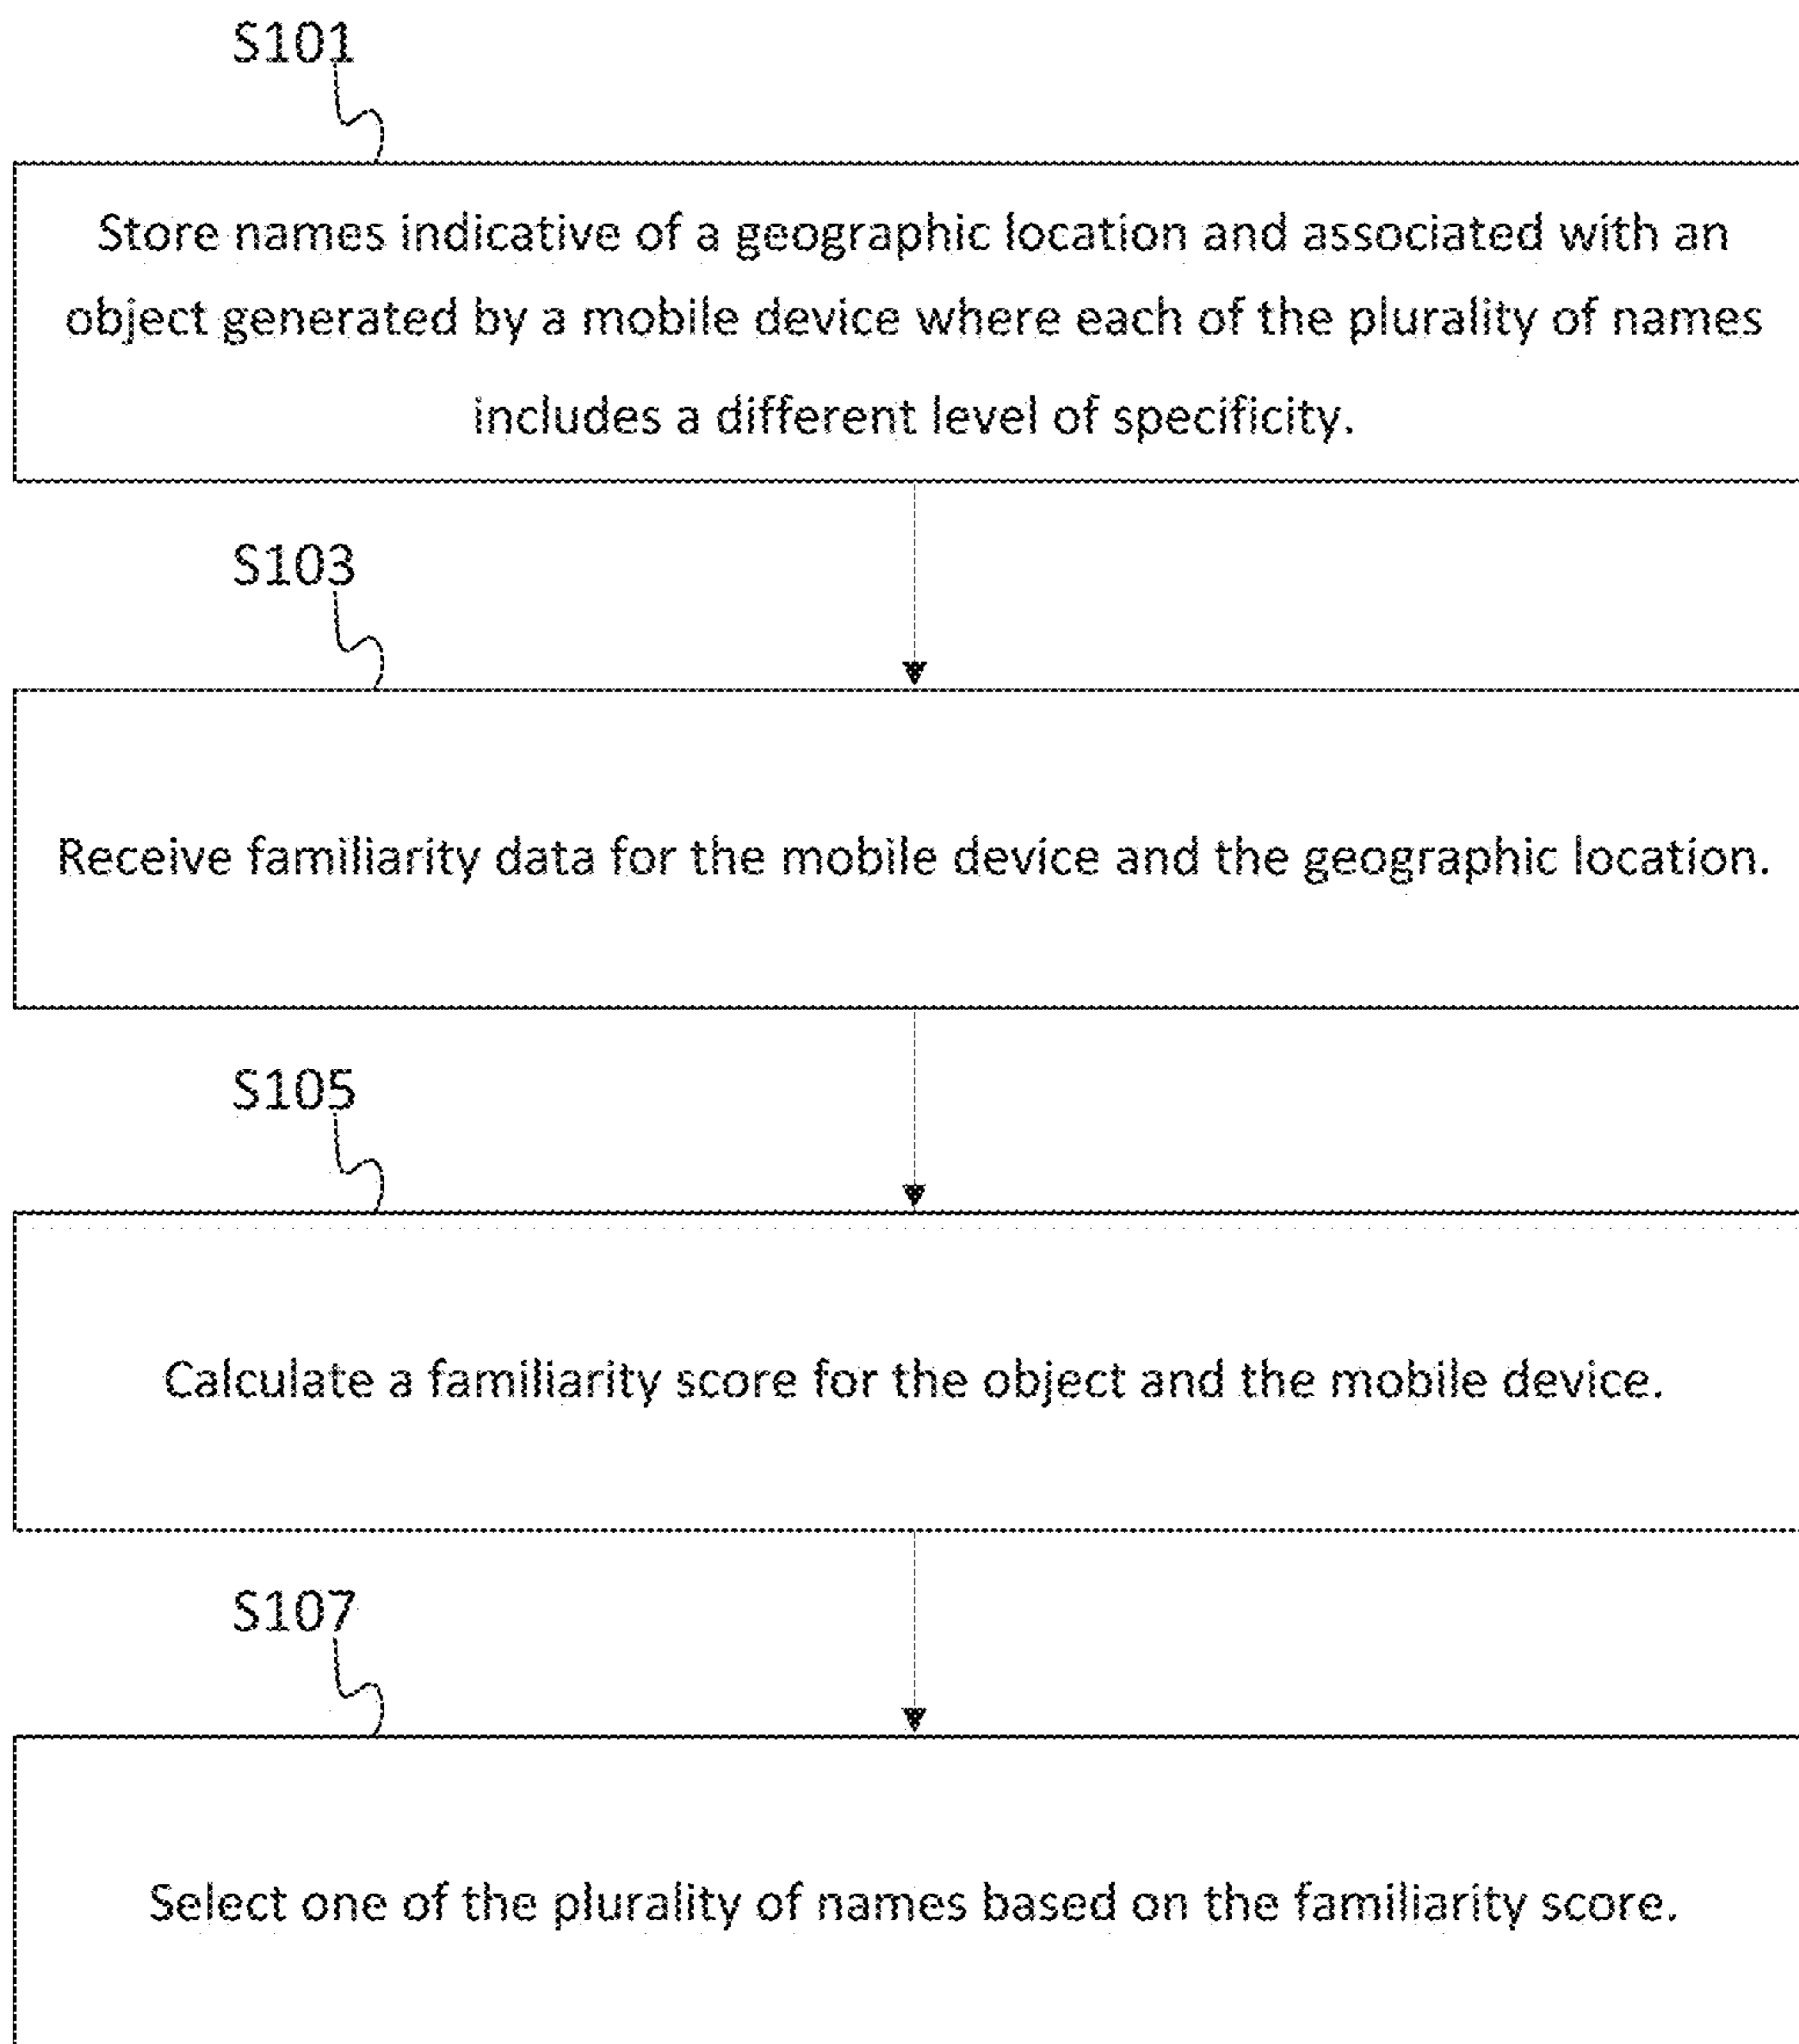 S101
Store names indicative of a geographic location and associated with an
object generated by a mobile device where each of the plurality of names
includes a different level of specificity.
S103
Receive familiarity data for the mobile device and the geographic location.
S105
Calculate a familiarity score for the object and the mobile device.
S107
Select one of the plurality of names based on the familiarity score.